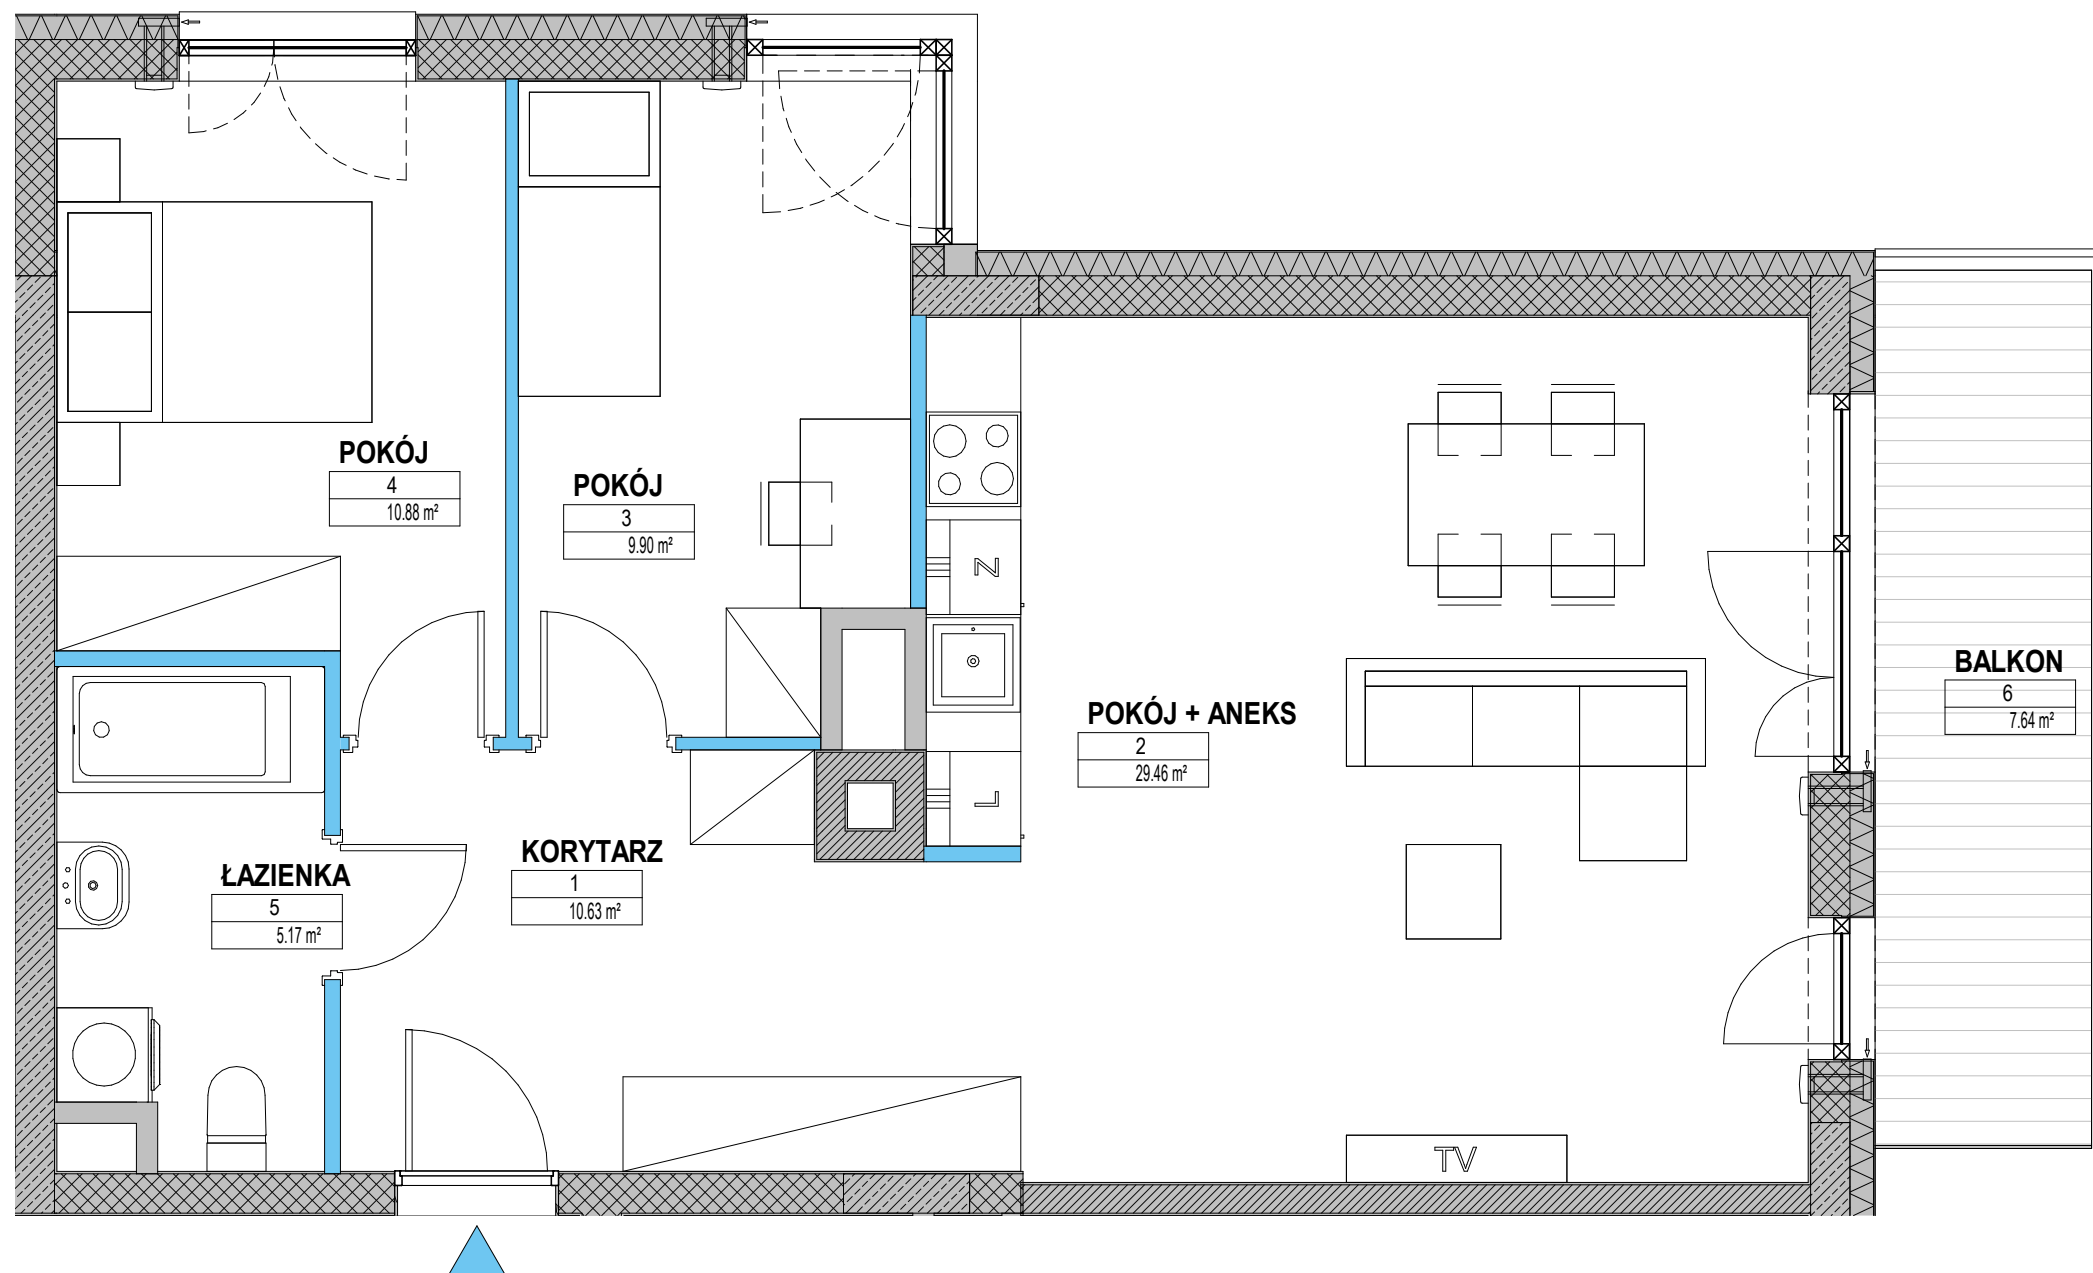 POKÓJ
4
10.88 m²
POKÓJ
3
9.90 m²
N
POKÓJ + ANEKS
2
29.46 m²
BALKON
6
7.64 m²
L
KORYTARZ
1
10.63 m²
ŁAZIENKA
5
5.17 m²
TV